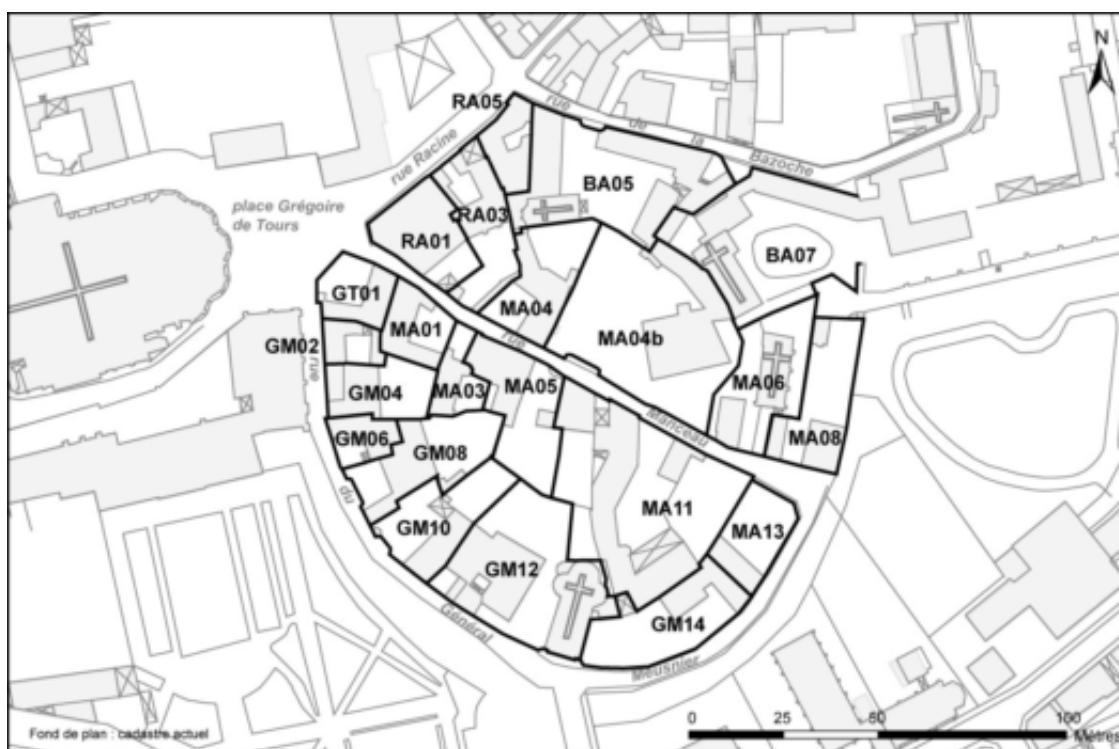 N
RA05
rue
de
la
Bazoche
rue Racine
BA05
place Grégoire
de Tours
RA03
RA01
BA07
GT01
MA04
rue
MA01
MA04b
GM02
rue
MA05
MA03
MA06
GM04
Manceau
GM06
MA08
GM08
du
MA11
GM10
MA13
GM12
Général
GM14
Meusnier
0 25 50 100
Mètres
Fond de plan : cadastre actuel